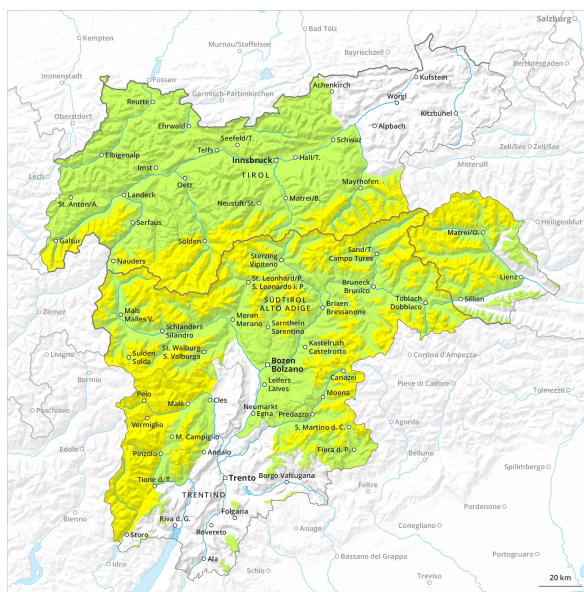 Salzburg
Kempten
Bad Tölz
Murnau/Staffelsee
Bayrischzell
Berchtesgaden
Immenstadt
Füssen
Garmisch-Partenkirchen
Achenkirch
Kufstein
Reutte
Wörgl
Oberstdorf
Ehrwald
Kitzbühel
Seefeld/T.
Schwaz
Alpbach
Elbigenalp
Telfs
Innsbruck
Hall/T.
Zell/See
Zell/See
Lech
Imst
TIROL
Mittersill
Oetz
Mayrhofen
St. Anton/A.
Landeck
Neustift/St.
Matrei/B.
Serfaus
Heiligenblut
Galtür
Sölden
Matrei/O.
Nauders
Sterzing
Vipiteno
Sand/T.
Campo Tures
Lienz
St. Leonhard/P.
S. Leonardo i. P.
Bruneck
Brunico
Sillian
Zernez
Mals
Malles V.
SÜDTIROL
ALTO ADIGE
Brixen
Bressanone
Toblach
Dobbiaco
Meran
Merano
Schlanders
Silandro
Sarnthein
Sarentino
Livigno
St. Walburg
S. Valburga
Kastelruth
Castelrotto
Sulden
Solda
Cortina d'Ampezzo
Bormio
Bozen
Bolzano
Canazei
Pieve di Cadore
Leifers
Laives
Tolmezzo
Peio
Moena
Poschiavo
Malè
Cles
Neumarkt
Egna
Predazzo
Vermiglio
Agordo
S. Martino d. C.
Edolo
M. Campiglio
Pinzolo
Andalo
Fiera d. P.
Belluno
Spilimbergo
Tione d. T.
Trento
Borgo Valsugana
Feltre
TRENTINO
Bienno
Riva d. G.
Folgaria
Pordenone
Storo
Rovereto
Asiago
Conegliano
Idro
Ala
Schio
Bassano del Grappa
Portogruaro
Treviso
20 km